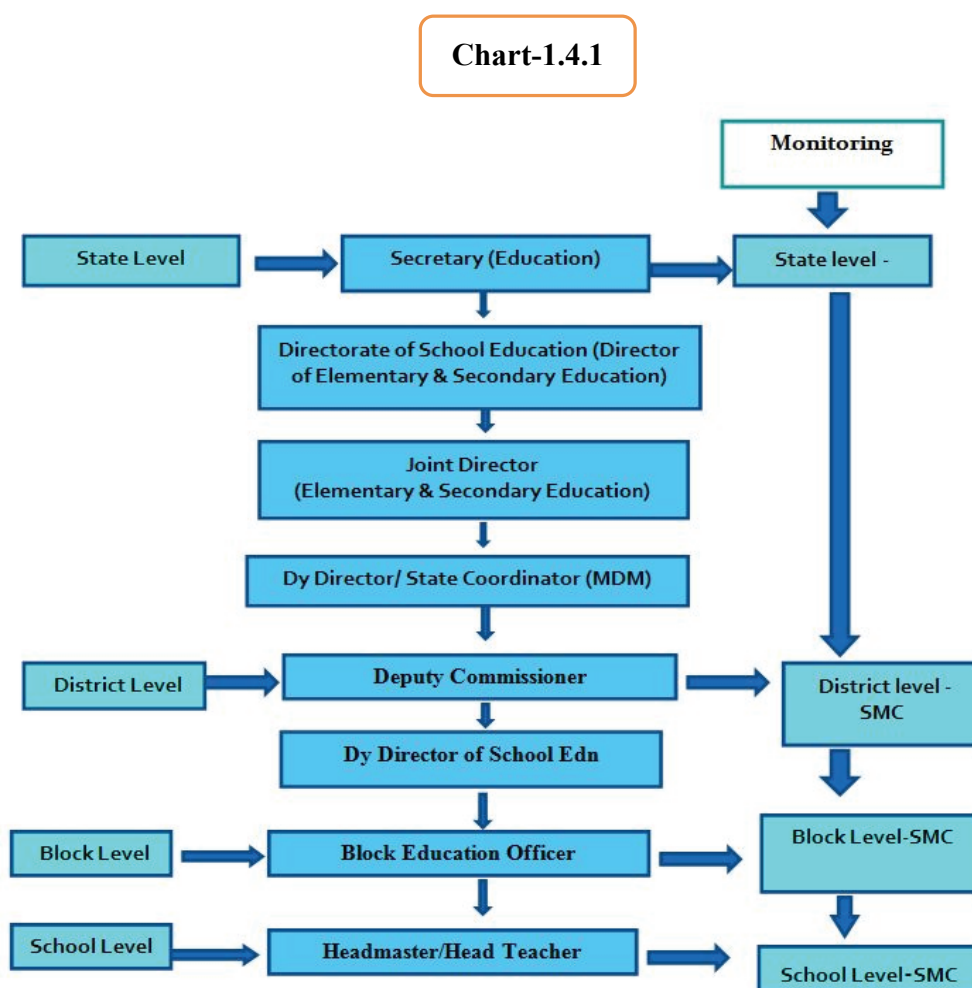 Chart-1.4.1
Monitoring
State Level
Secretary (Education)
State level -
Directorate of School Education (Director
of Elementary & Secondary Education)
Joint Director
(Elementary & Secondary Education)
Dy Director/ State Coordinator (MDM)
District Level
Deputy Commissioner
District level -
SMC
Dy Director of School Edn
Block Level
Block Education Officer
Block Level-SMC
School Level
Headmaster/Head Teacher
School Level-SMC